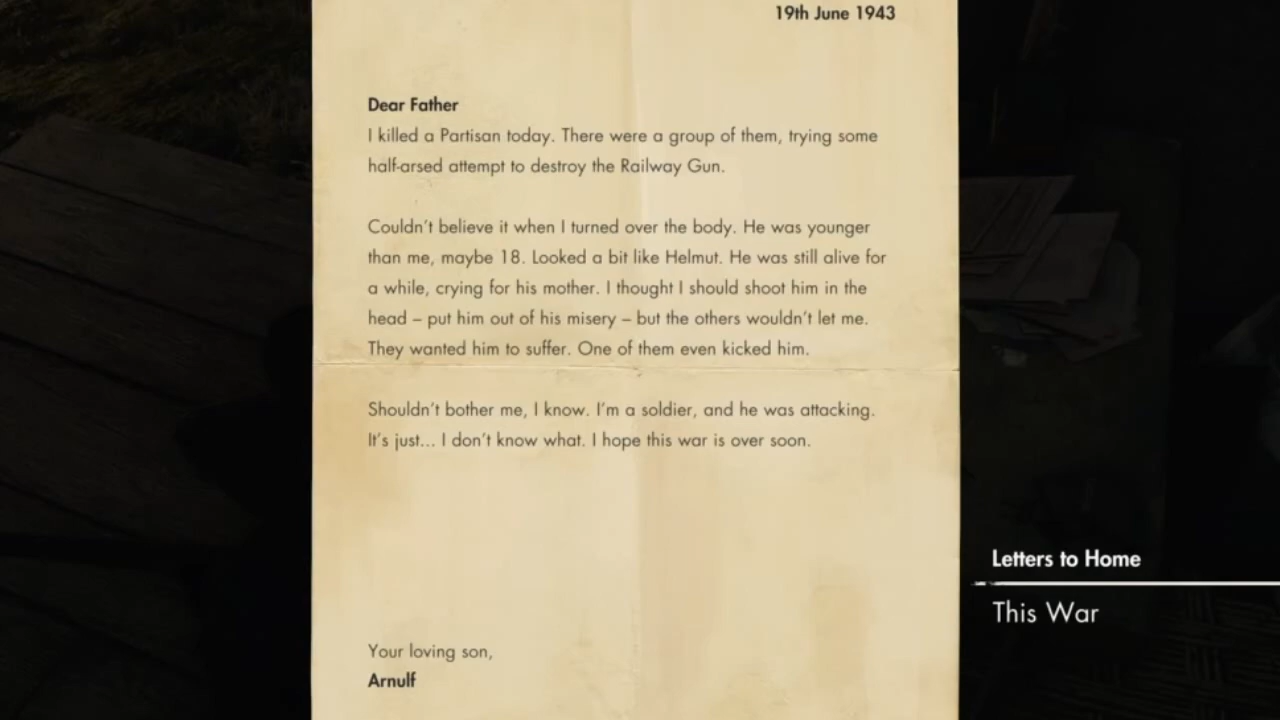 19th June 1943
Dear Father
I killed a Partisan today. There were a group of them, trying some
half-arsed attempt to destroy the Railway Gun.
Couldn't believe it when I turned over the body. He was younger
than me, maybe 18. Looked a bit like Helmut. He was still alive for
a while, crying for his mother. I thought I should shoot him in the
head – put him out of his misery – but the others wouldn't let me.
They wanted him to suffer. One of them even kicked him.
Shouldn't bother me, I know. I'm a soldier, and he was attacking.
It's just... I don't know what. I hope this war is over soon.
Your loving son,
Arnulf
Letters to Home
This War